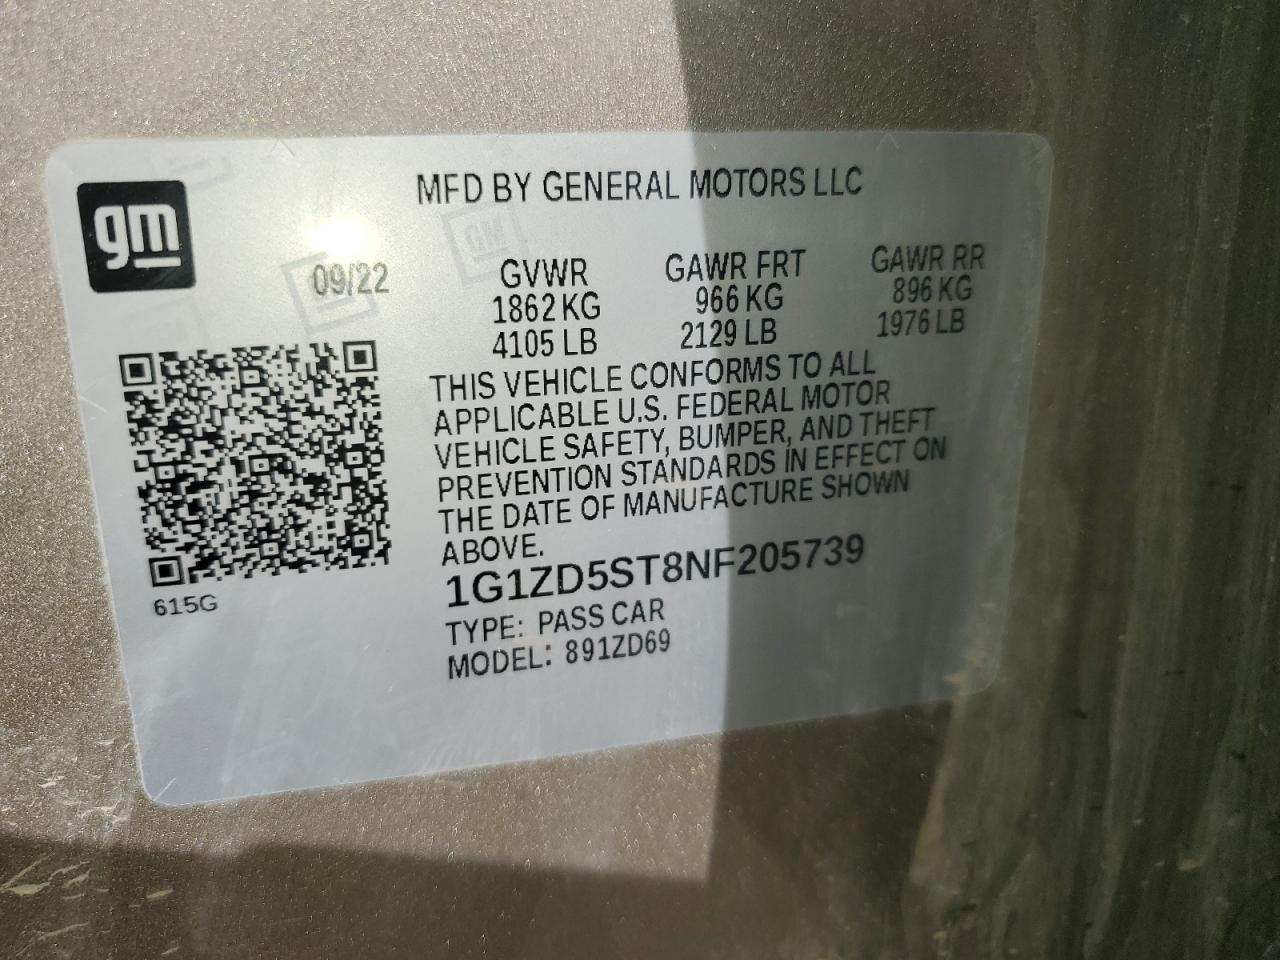 gm
MFD BY GENERAL MOTORS LLC
09/22
GVWR GAWR FRT GAWR RR
1862 KG 966 KG 896 KG
4105 LB 2129 LB 1976 LB
THIS VEHICLE CONFORMS TO ALL
APPLICABLE U.S. FEDERAL MOTOR
VEHICLE SAFETY, BUMPER, AND THEFT
PREVENTION STANDARDS IN EFFECT ON
THE DATE OF MANUFACTURE SHOWN
ABOVE.
1G1ZD5ST8NF205739
615G
TYPE: PASS CAR
MODEL: 891ZD69